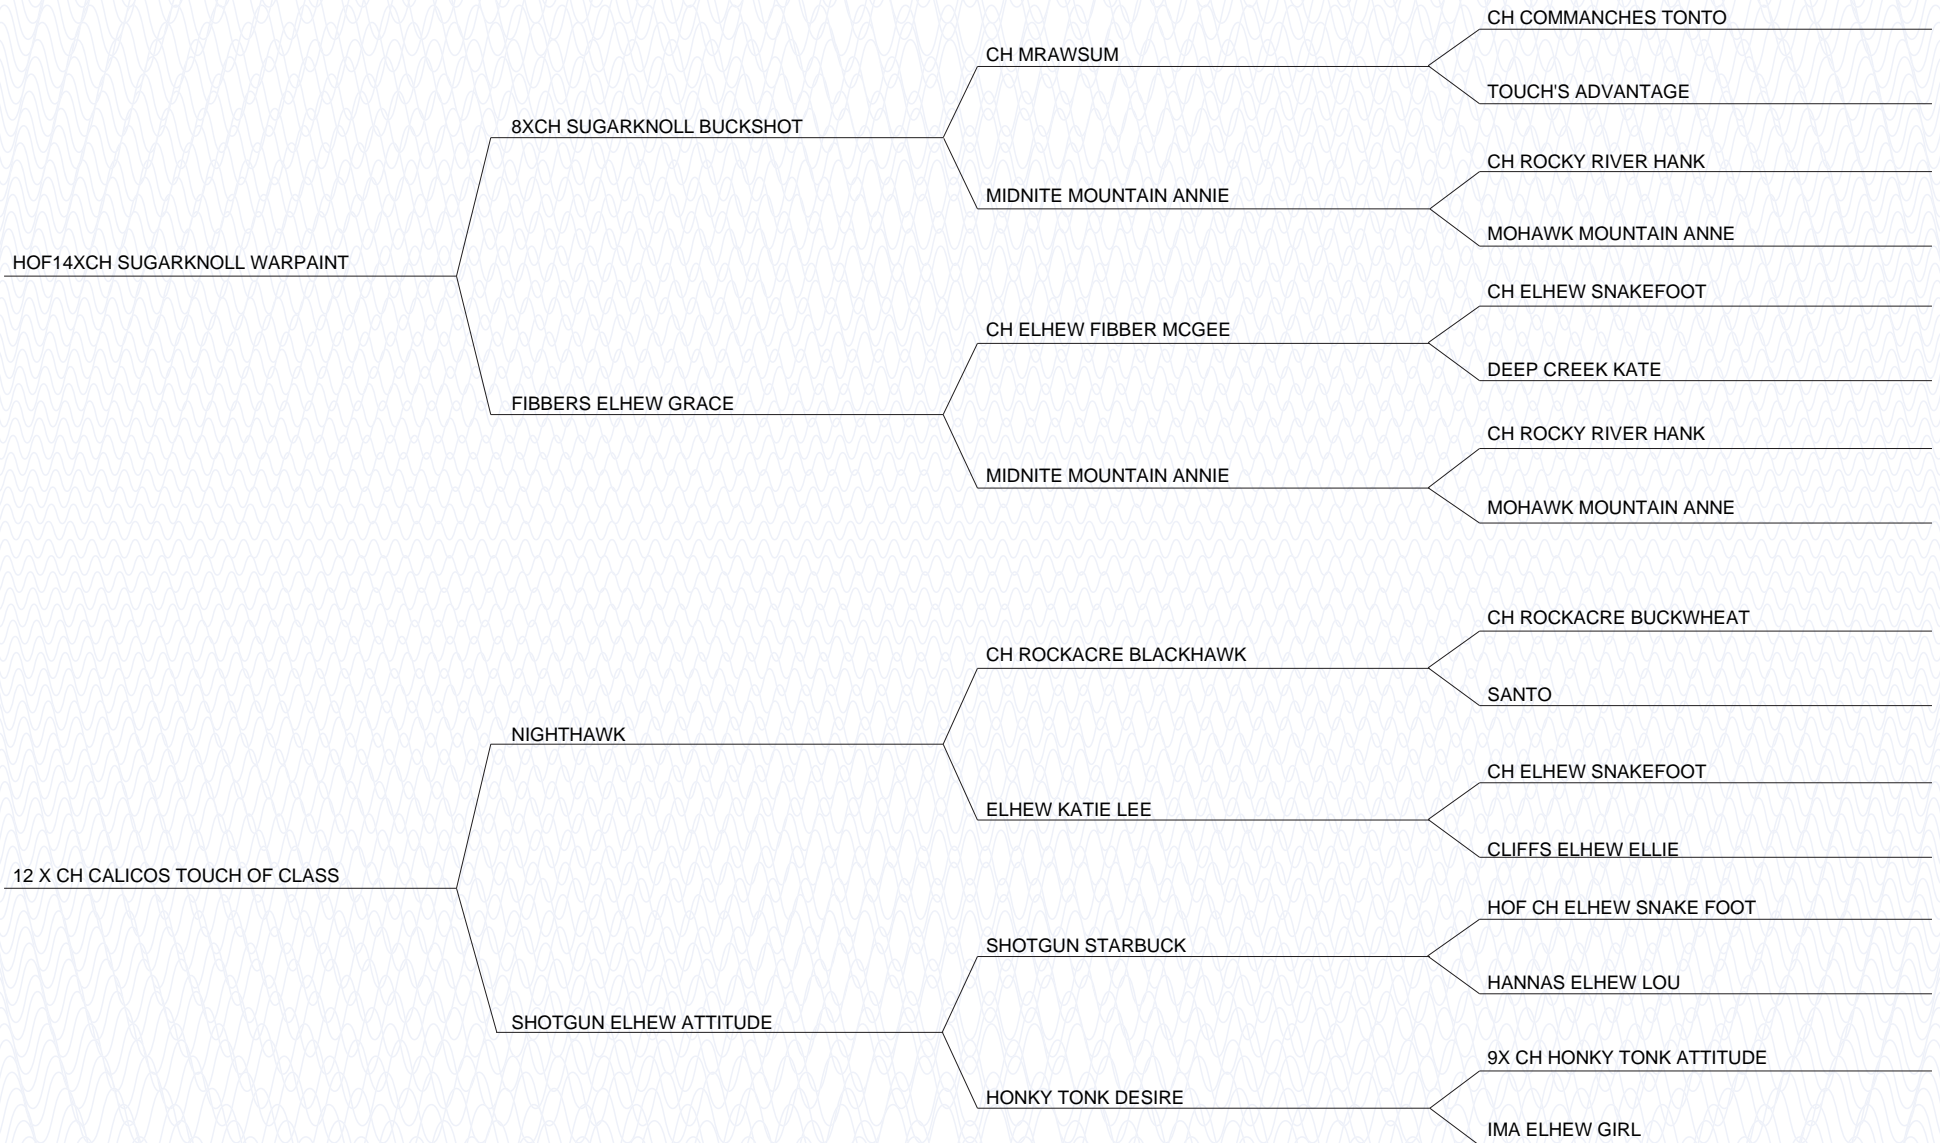 CH COMMANCHES TONTO
CH MRAWSUM
TOUCH'S ADVANTAGE
8XCH SUGARKNOLL BUCKSHOT
CH ROCKY RIVER HANK
MIDNITE MOUNTAIN ANNIE
MOHAWK MOUNTAIN ANNE
HOF14XCH SUGARKNOLL WARPAINT
CH ELHEW SNAKEFOOT
CH ELHEW FIBBER MCGEE
DEEP CREEK KATE
FIBBERS ELHEW GRACE
CH ROCKY RIVER HANK
MIDNITE MOUNTAIN ANNIE
MOHAWK MOUNTAIN ANNE
CH ROCKACRE BUCKWHEAT
CH ROCKACRE BLACKHAWK
SANTO
NIGHTHAWK
CH ELHEW SNAKEFOOT
ELHEW KATIE LEE
CLIFFS ELHEW ELLIE
12 X CH CALICOS TOUCH OF CLASS
HOF CH ELHEW SNAKE FOOT
SHOTGUN STARBUCK
HANNAS ELHEW LOU
SHOTGUN ELHEW ATTITUDE
9X CH HONKY TONK ATTITUDE
HONKY TONK DESIRE
IMA ELHEW GIRL